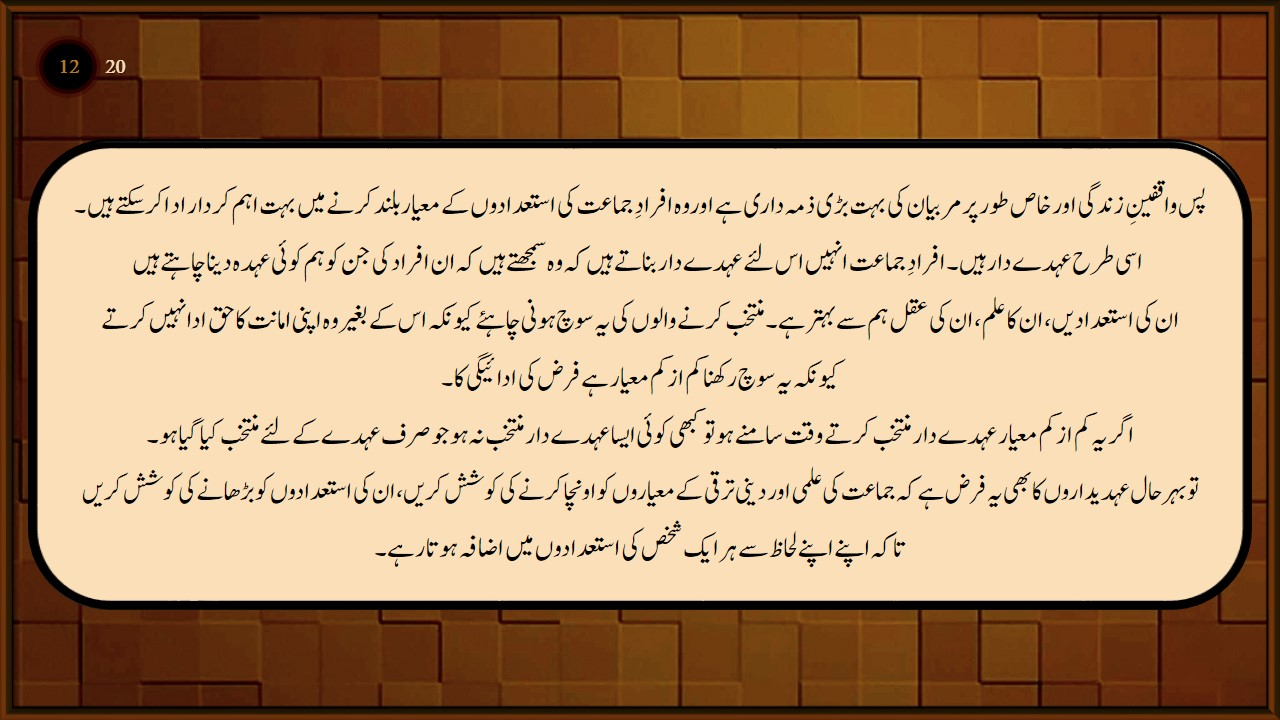 12 20
پس واقفینِ زندگی اور خاص طور پر مربیان کی بہت بڑی ذمہ داری ہے اور وہ افرادِ جماعت کی استعدادوں کے معیار بلند کرنے میں بہت اہم کردار ادا کر سکتے ہیں۔
اسی طرح عہدے دار ہیں۔ افرادِ جماعت انہیں اس لئے عہدے دار بناتے ہیں کہ وہ سمجھتے ہیں کہ ان افراد کی جن کو ہم کوئی عہدہ دینا چاہتے ہیں
ان کی استعدادیں، ان کا علم، ان کی عقل ہم سے بہتر ہے۔ منتخب کرنے والوں کی یہ سوچ ہونی چاہئے کیونکہ اس کے بغیر وہ اپنی امانت کا حق ادا نہیں کرتے
کیونکہ یہ سوچ رکھنا کم از کم معیار ہے فرض کی ادائیگی کا۔
اگر یہ کم از کم معیار عہدے دار منتخب کرتے وقت سامنے ہو تو کبھی کوئی ایسا عہدے دار منتخب نہ ہو جو صرف عہدے کے لئے منتخب کیا گیا ہو۔
تو بہر حال عہدیداروں کا بھی یہ فرض ہے کہ جماعت کی علمی اور دینی ترقی کے معیاروں کو اونچا کرنے کی کوشش کریں، ان کی استعدادوں کو بڑھانے کی کوشش کریں
تا کہ اپنے اپنے لحاظ سے ہر ایک شخص کی استعدادوں میں اضافہ ہوتا رہے۔